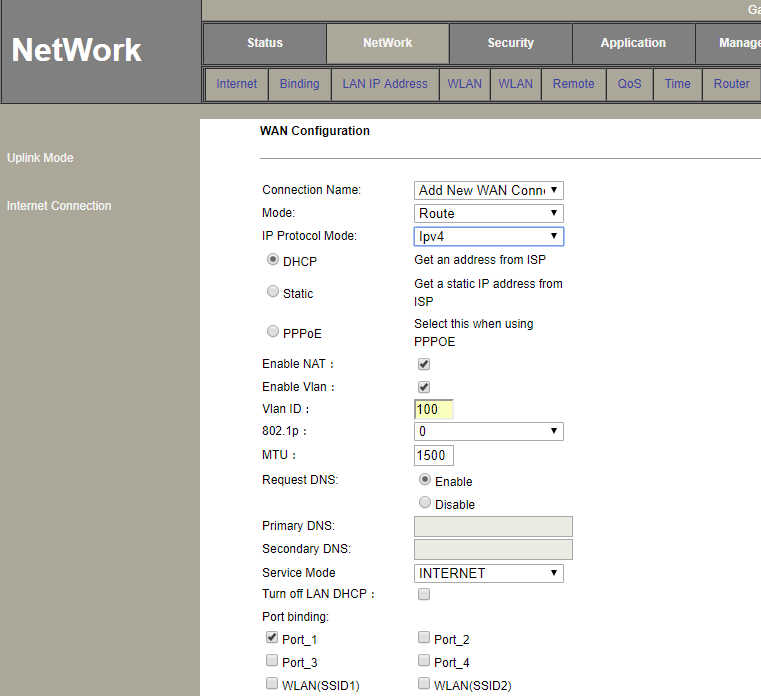 Ga
NetWork
Status NetWork Security Application Manage
Internet Binding LAN IP Address WLAN WLAN Remote QoS Time Router
WAN Configuration
Uplink Mode
Internet Connection
Connection Name: Add New WAN Conne
Mode: Route
IP Protocol Mode: Ipv4
DHCP Get an address from ISP
Static Get a static IP address from
ISP
PPPoE Select this when using
PPPOE
Enable NAT :
Enable Vlan :
Vlan ID : 100
802.1p : 0
MTU : 1500
Request DNS: Enable
Disable
Primary DNS:
Secondary DNS:
Service Mode INTERNET
Turn off LAN DHCP :
Port binding:
Port_1 Port_2
Port_3 Port_4
WLAN(SSID1) WLAN(SSID2)